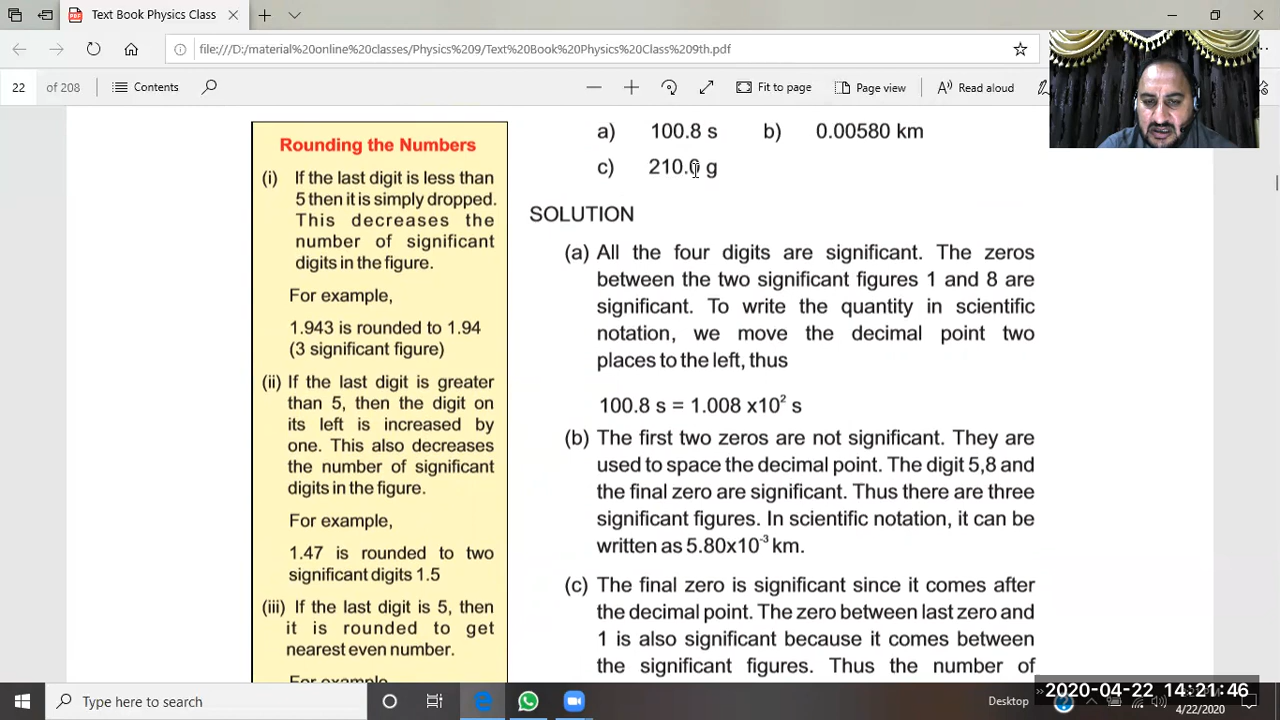 Text Book Physics Class
file:///D:/material%20online%20classes/Physics%209/Text%20Book%20Physics%20Class%209th.pdf
22 of 208
Contents
Fit to page
Page view
Read aloud
Rounding the Numbers
(i) If the last digit is less than
5 then it is simply dropped.
This decreases the
number of significant
digits in the figure.
For example,
1.943 is rounded to 1.94
(3 significant figure)
(ii) If the last digit is greater
than 5, then the digit on
its left is increased by
one. This also decreases
the number of significant
digits in the figure.
For example,
1.47 is rounded to two
significant digits 1.5
(iii) If the last digit is 5, then
it is rounded to get
nearest even number.
For example
a) 100.8 s b) 0.00580 km
c) 210.0 g
SOLUTION
(a) All the four digits are significant. The zeros
between the two significant figures 1 and 8 are
significant. To write the quantity in scientific
notation, we move the decimal point two
places to the left, thus
100.8 s = 1.008 x10² s
(b) The first two zeros are not significant. They are
used to space the decimal point. The digit 5,8 and
the final zero are significant. Thus there are three
significant figures. In scientific notation, it can be
written as 5.80x10⁻³ km.
(c) The final zero is significant since it comes after
the decimal point. The zero between last zero and
1 is also significant because it comes between
the significant figures. Thus the number of
Type here to search
Desktop
2020-04-22 14:21:46
4/22/2020